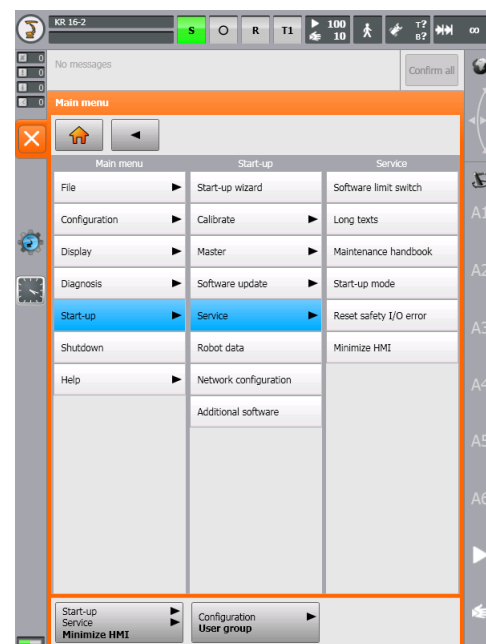 KR 16-2
S O R T1 100 10 T? B? ∞
0
0
0
0
No messages
Confirm all
Main menu
Main menu
File
Configuration
Display
Diagnosis
Start-up
Shutdown
Help
Start-up
Start-up wizard
Calibrate
Master
Software update
Service
Robot data
Network configuration
Additional software
Service
Software limit switch
Long texts
Maintenance handbook
Start-up mode
Reset safety I/O error
Minimize HMI
A1
A2
A3
A4
A5
A6
Start-up
Service
Minimize HMI
Configuration
User group